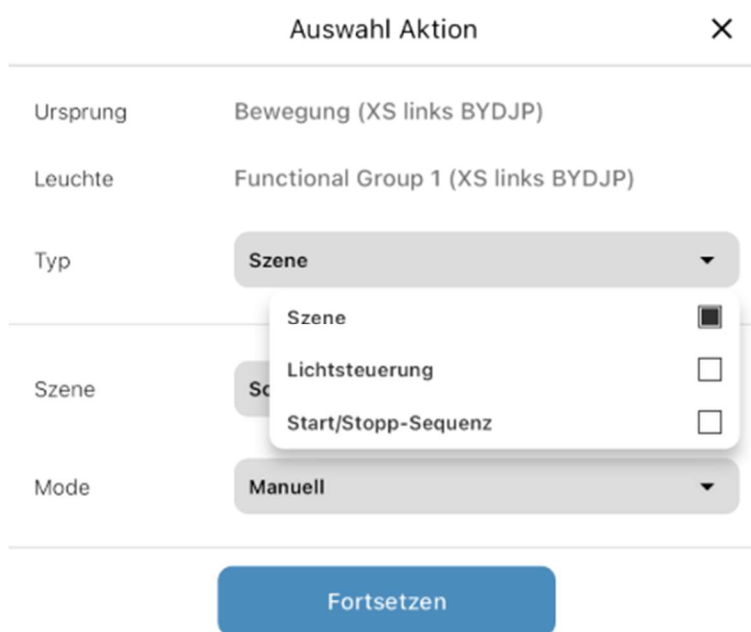 Auswahl Aktion
Ursprung Bewegung (XS links BYDJP)
Leuchte Functional Group 1 (XS links BYDJP)
Typ Szene
Szene
Lichtsteuerung
Szene
Start/Stopp-Sequenz
Mode Manuell
Fortsetzen